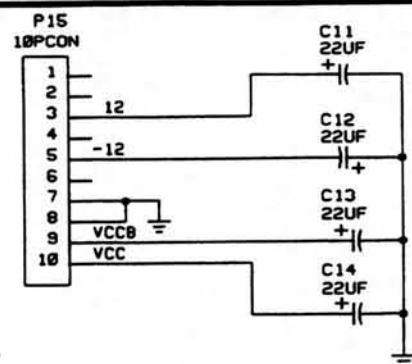 P15
10PCON
1
2
3
4
5
6
7
8
9
10
12
-12
VCCB
VCC
C11
22UF
+
C12
22UF
+
C13
22UF
+
C14
22UF
+